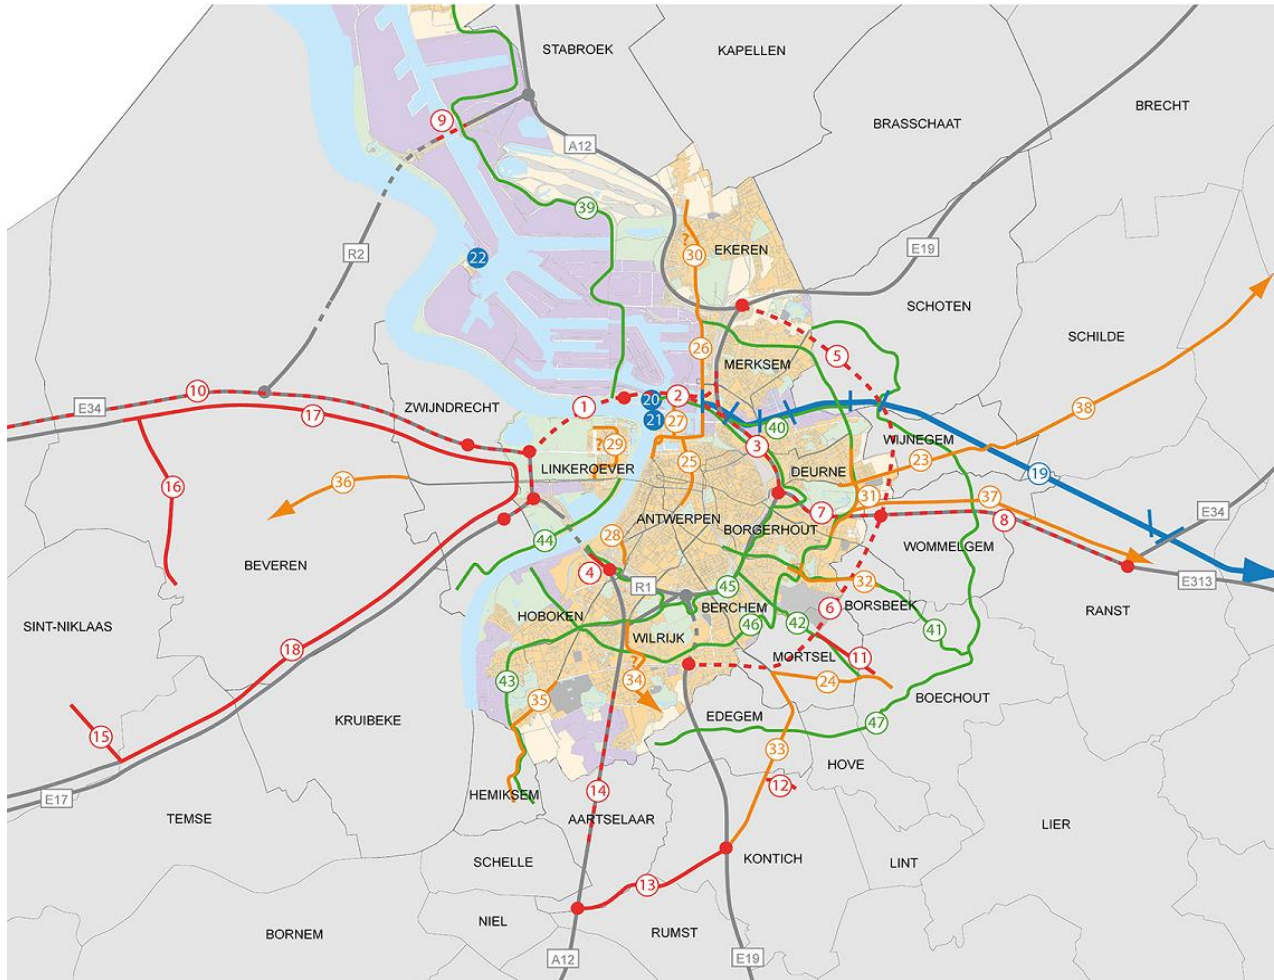 STABROEK
KAPELLEN
BRECHT
9
BRASSCHAAT
A12
39
R2
?
30
EKEREN
E19
22
SCHOTEN
SCHILDE
26
5
MERKSEM
10
E34
17
ZWIJNDRECHT
1
20
2
38
21
27
40
?
29
3
WIJNEGEM
LINKEROEVER
25
DEURNE
23
19
36
16
31
37
7
8
E34
ANTWERPEN
BORGERHOUT
28
44
WOMMELGEM
BEVEREN
4
R1
45
32
E313
HOBOKEN
BERCHEM
6
BORSBEEK
RANST
SINT-NIKLAAS
WILRIJK
46
42
41
18
?
MORTSEL
11
43
34
24
35
BOECHOUT
KRUIBEKE
EDEGEM
47
15
33
HOVE
12
E17
HEMIKSEM
14
TEMSE
AARTSELAAR
LIER
SCHELLE
KONTICH
LINT
13
NIEL
BORNEM
RUMST
A12
E19